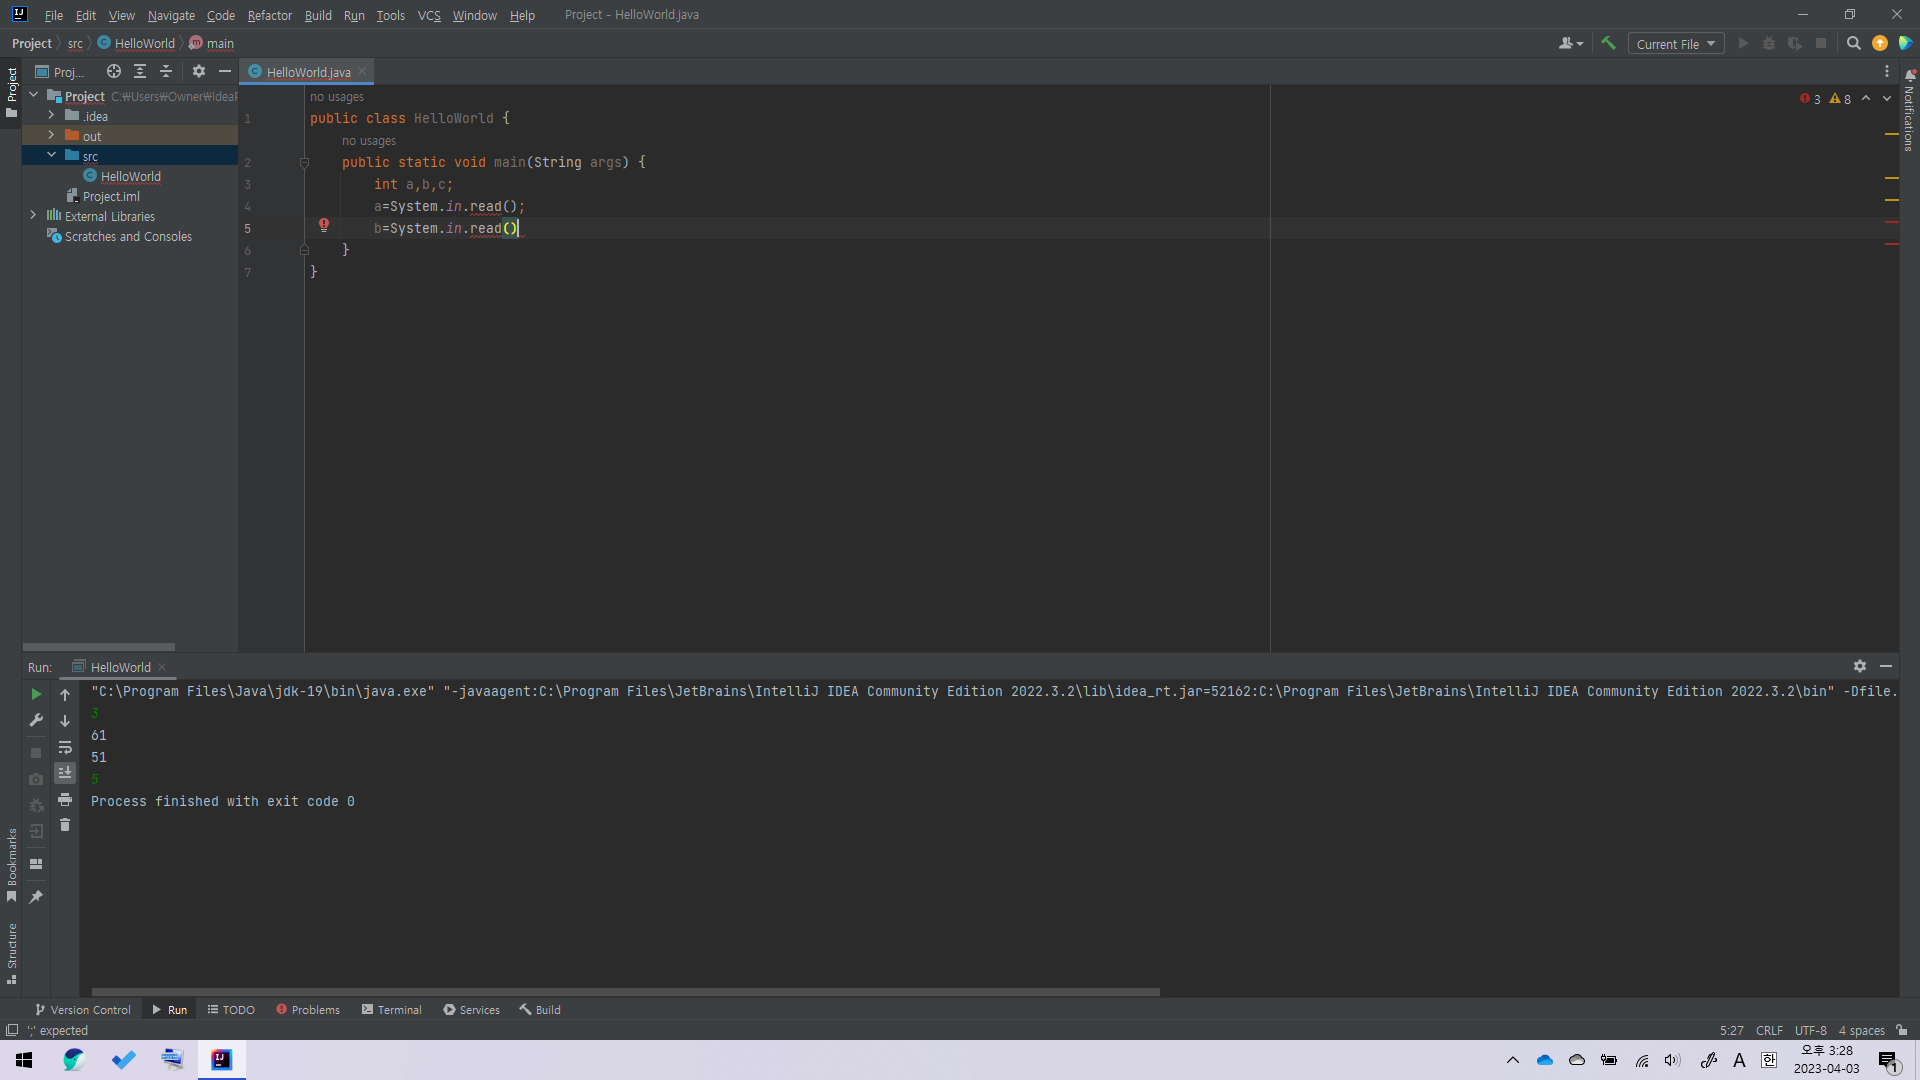 File Edit View Navigate Code Refactor Build Run Tools VCS Window Help Project - HelloWorld.java
Project src HelloWorld main
Current File
Proj...
HelloWorld.java
Project
Project C:₩Users₩Owner₩IdeaP
.idea
out
src
HelloWorld
Project.iml
External Libraries
Scratches and Consoles
no usages
1 public class HelloWorld {
no usages
2 public static void main(String args) {
3 int a,b,c;
4 a=System.in.read();
5 b=System.in.read()
6 }
7 }
3 8
Notifications
Run: HelloWorld
"C:\Program Files\Java\jdk-19\bin\java.exe" "-javaagent:C:\Program Files\JetBrains\IntelliJ IDEA Community Edition 2022.3.2\lib\idea_rt.jar=52162:C:\Program Files\JetBrains\IntelliJ IDEA Community Edition 2022.3.2\bin" -Dfile.
3
61
51
5
Process finished with exit code 0
Bookmarks
Structure
Version Control Run TODO Problems Terminal Services Build
';' expected
5:27 CRLF UTF-8 4 spaces
A 한 오후 3:28
2023-04-03
1